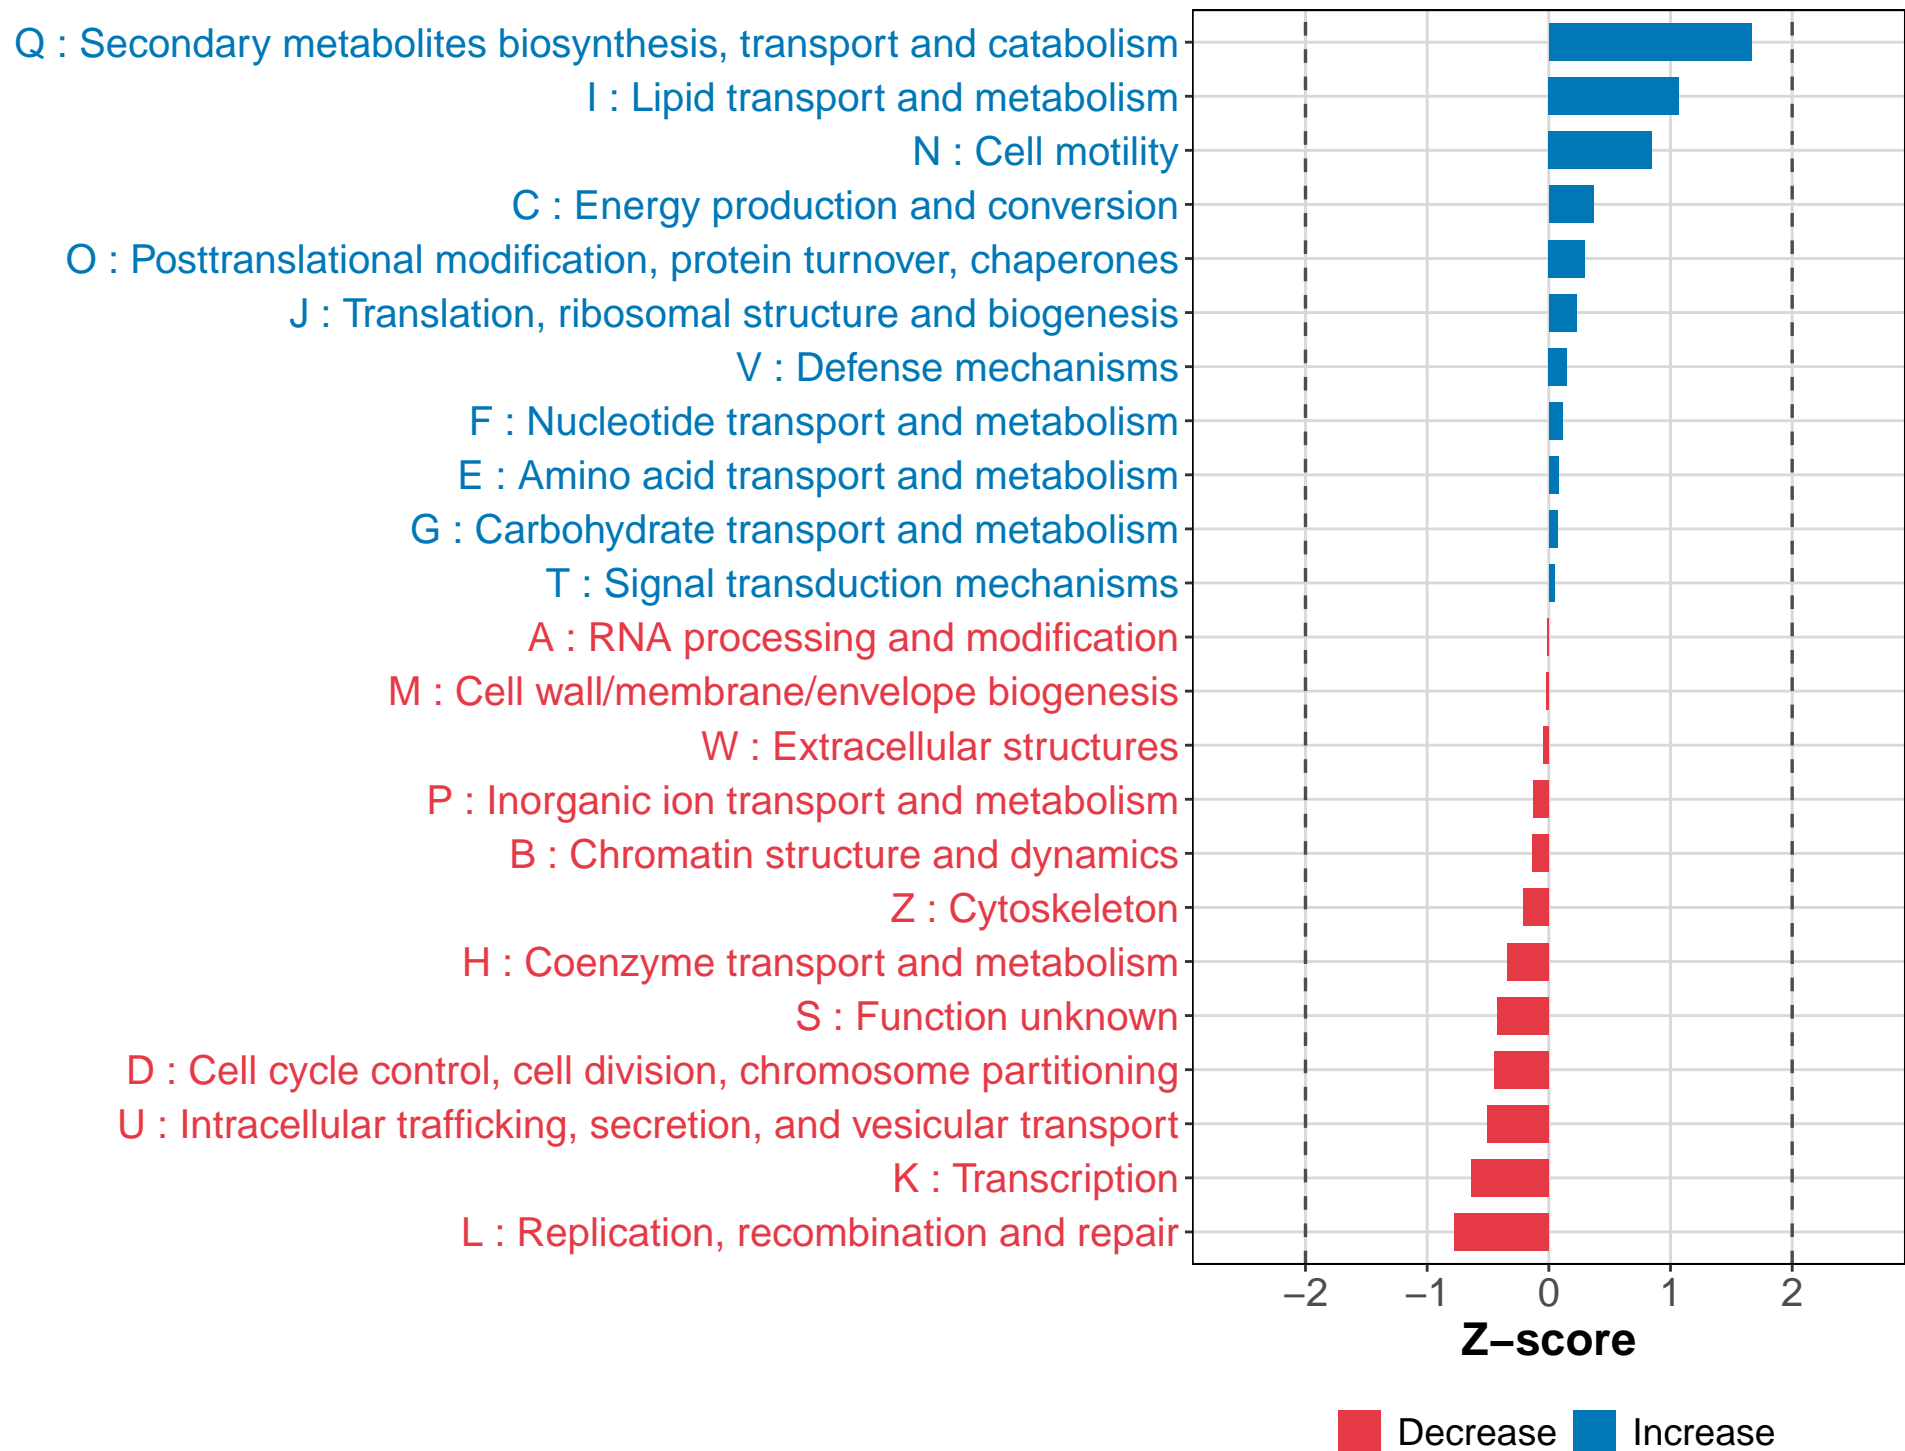 Q : Secondary metabolites biosynthesis, transport and catabolism
I : Lipid transport and metabolism
N : Cell motility
C : Energy production and conversion
O : Posttranslational modification, protein turnover, chaperones
J : Translation, ribosomal structure and biogenesis
V : Defense mechanisms
F : Nucleotide transport and metabolism
E : Amino acid transport and metabolism
G : Carbohydrate transport and metabolism
T : Signal transduction mechanisms
A : RNA processing and modification
M : Cell wall/membrane/envelope biogenesis
W : Extracellular structures
P : Inorganic ion transport and metabolism
B : Chromatin structure and dynamics
Z : Cytoskeleton
H : Coenzyme transport and metabolism
S : Function unknown
D : Cell cycle control, cell division, chromosome partitioning
U : Intracellular trafficking, secretion, and vesicular transport
K : Transcription
L : Replication, recombination and repair
−2 −1 0 1 2
Z−score
Decrease Increase